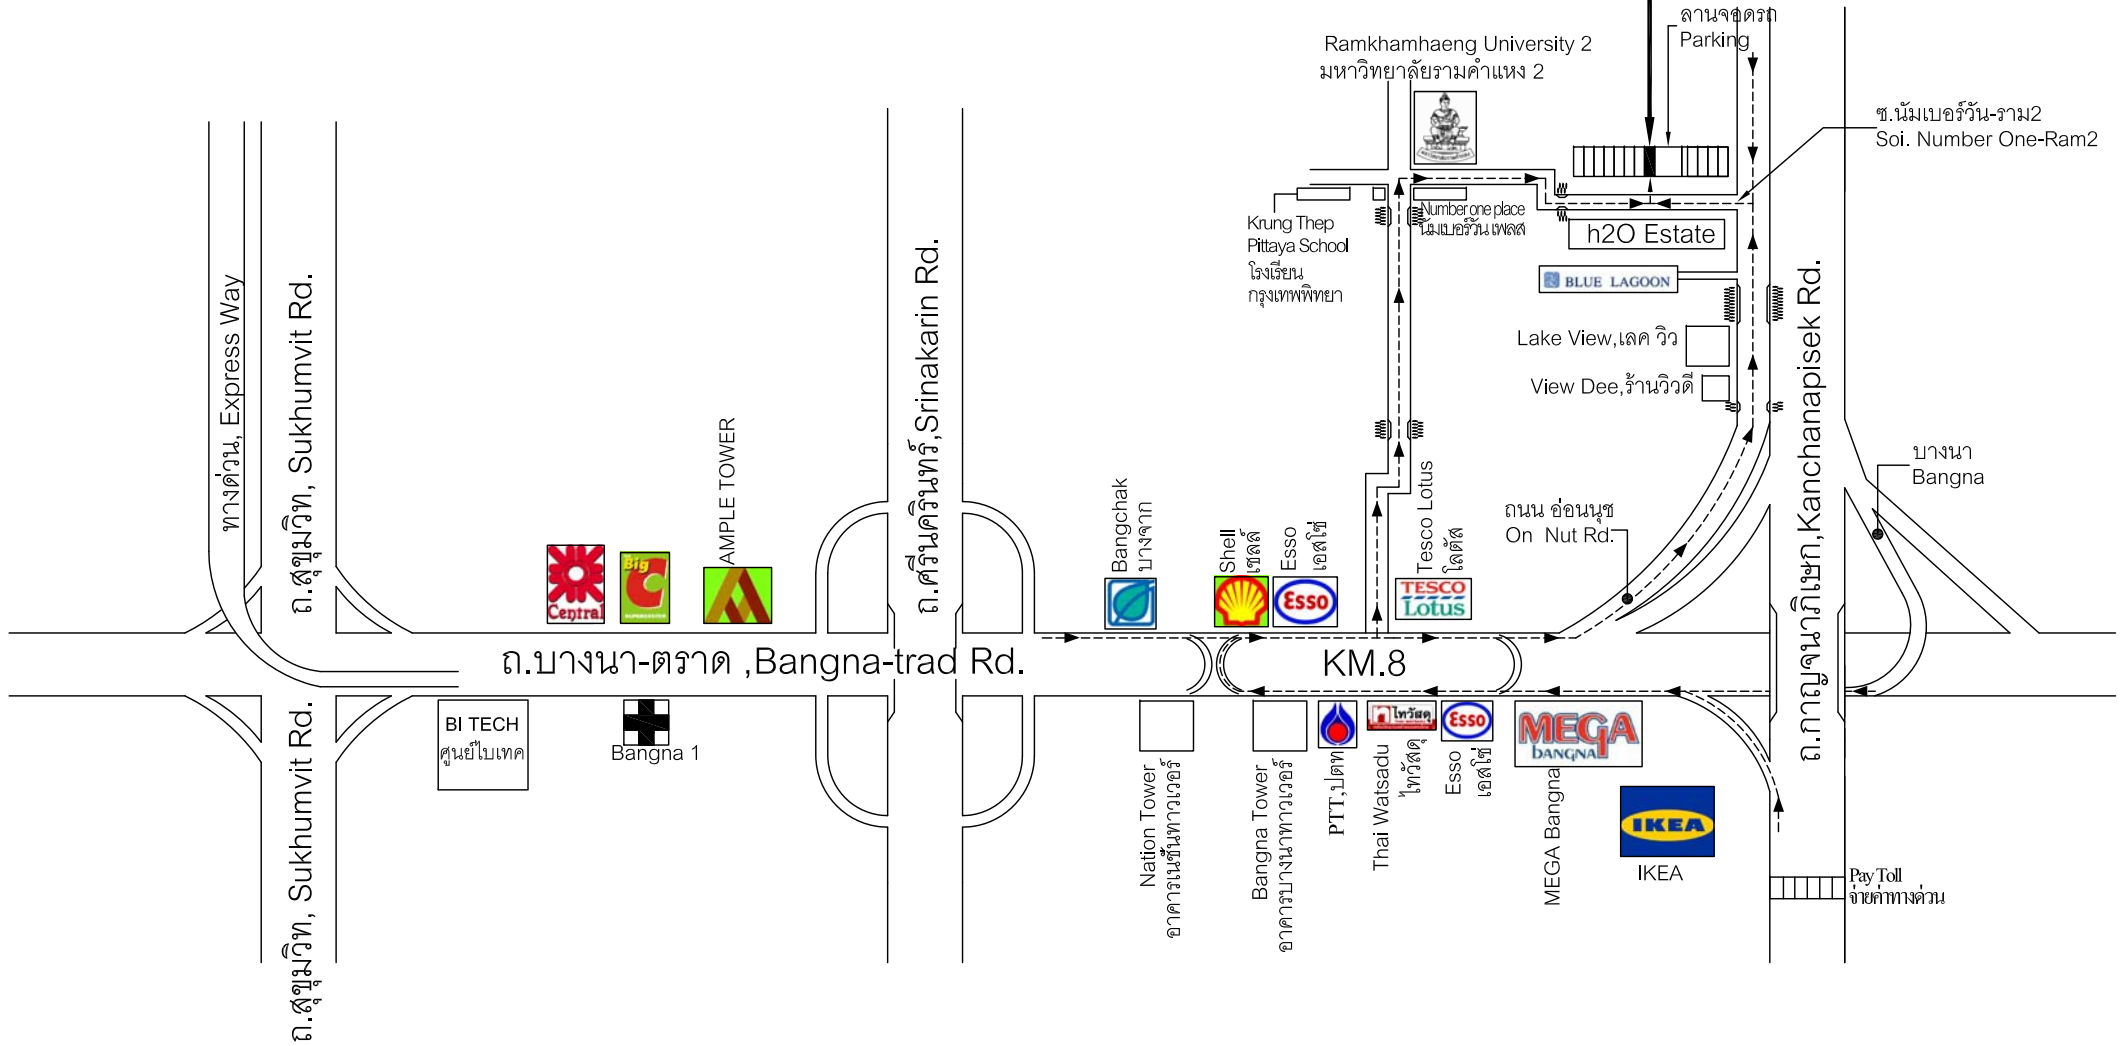 ลานจอดรถ
Parking
Ramkhamhaeng University 2
มหาวิทยาลัยรามคำแหง 2
ซ.นัมเบอร์วัน-ราม2
Soi. Number One-Ram2
Krung Thep
Pittaya School
โรงเรียน
กรุงเทพพิทยา
Number one place
นัมเบอร์วัน เพลส
h2O Estate
BLUE LAGOON
Lake View,เลค วิว
View Dee,ร้านวิวดี
ทางด่วน, Express Way
ถ.สุขุมวิท, Sukhumvit Rd.
ถ.ศรีนครินทร์,Srinakarin Rd.
ถ.กาญจนาภิเษก,Kanchanapisek Rd.
บางนา
Bangna
ถนน อ่อนนุช
On Nut Rd.
Central
Big
C
SUPERCENTER
AMPLE TOWER
Bangchak
บางจาก
Shell
เชลล์
Esso
เอสโซ่
Esso
Tesco Lotus
โลตัส
TESCO
Lotus
ถ.บางนา-ตราด ,Bangna-trad Rd.
KM.8
BI TECH
ศูนย์ไบเทค
Bangna 1
ถ.สุขุมวิท, Sukhumvit Rd.
Nation Tower
อาคารเนชั่นทาวเวอร์
Bangna Tower
อาคารบางนาทาวเวอร์
PTT,ปตท
ไทวัสดุ
Thai Watsadu
ไทวัสดุ
Esso
Esso
เอสโซ่
MEGA
BANGNA
MEGA Bangna
IKEA
IKEA
Pay Toll
จ่ายค่าทางด่วน